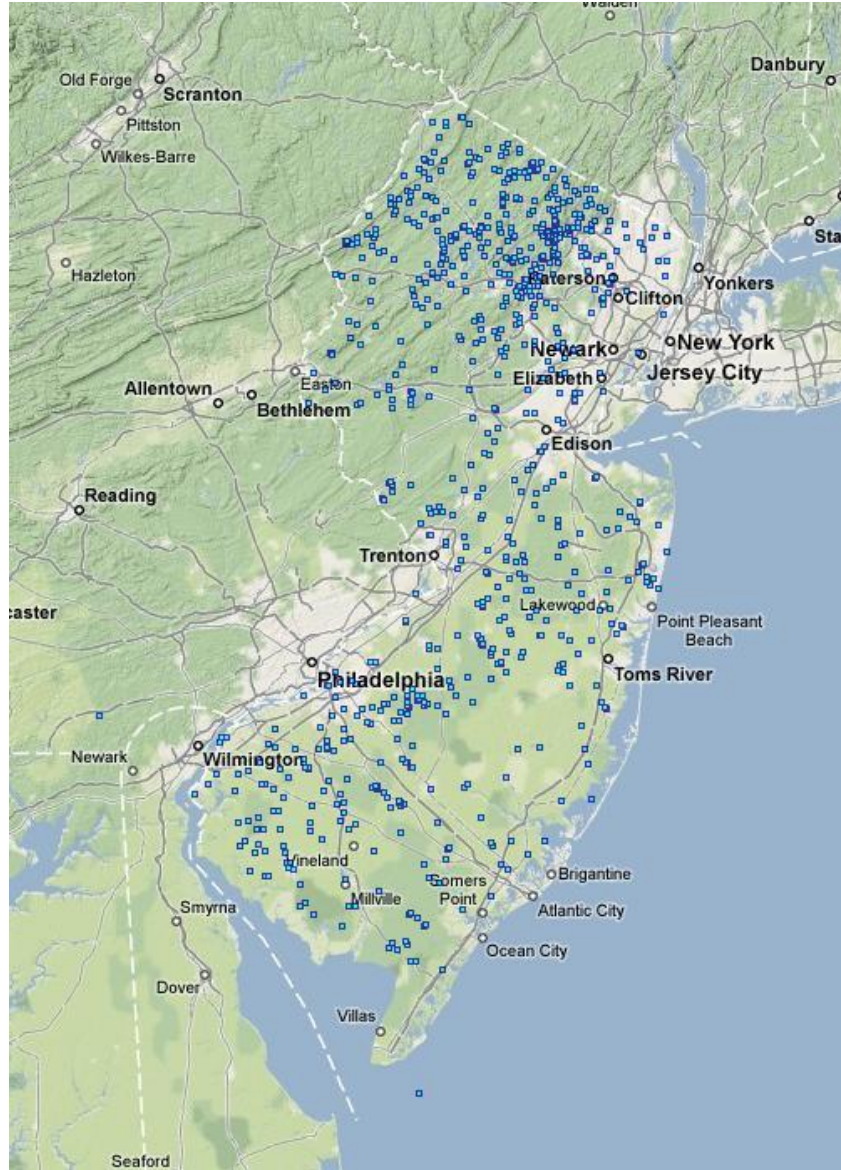 Walden
Danbury
Old Forge
Scranton
Pittston
Wilkes-Barre
Sta
Hazleton
Paterson
Yonkers
Clifton
Newark
New York
Jersey City
Easton
Elizabeth
Allentown
Bethlehem
Edison
Reading
Trenton
caster
Lakewood
Point Pleasant
Beach
Toms River
Philadelphia
Newark
Wilmington
Vineland
Somers
Point
Brigantine
Millville
Atlantic City
Smyrna
Ocean City
Dover
Villas
Seaford